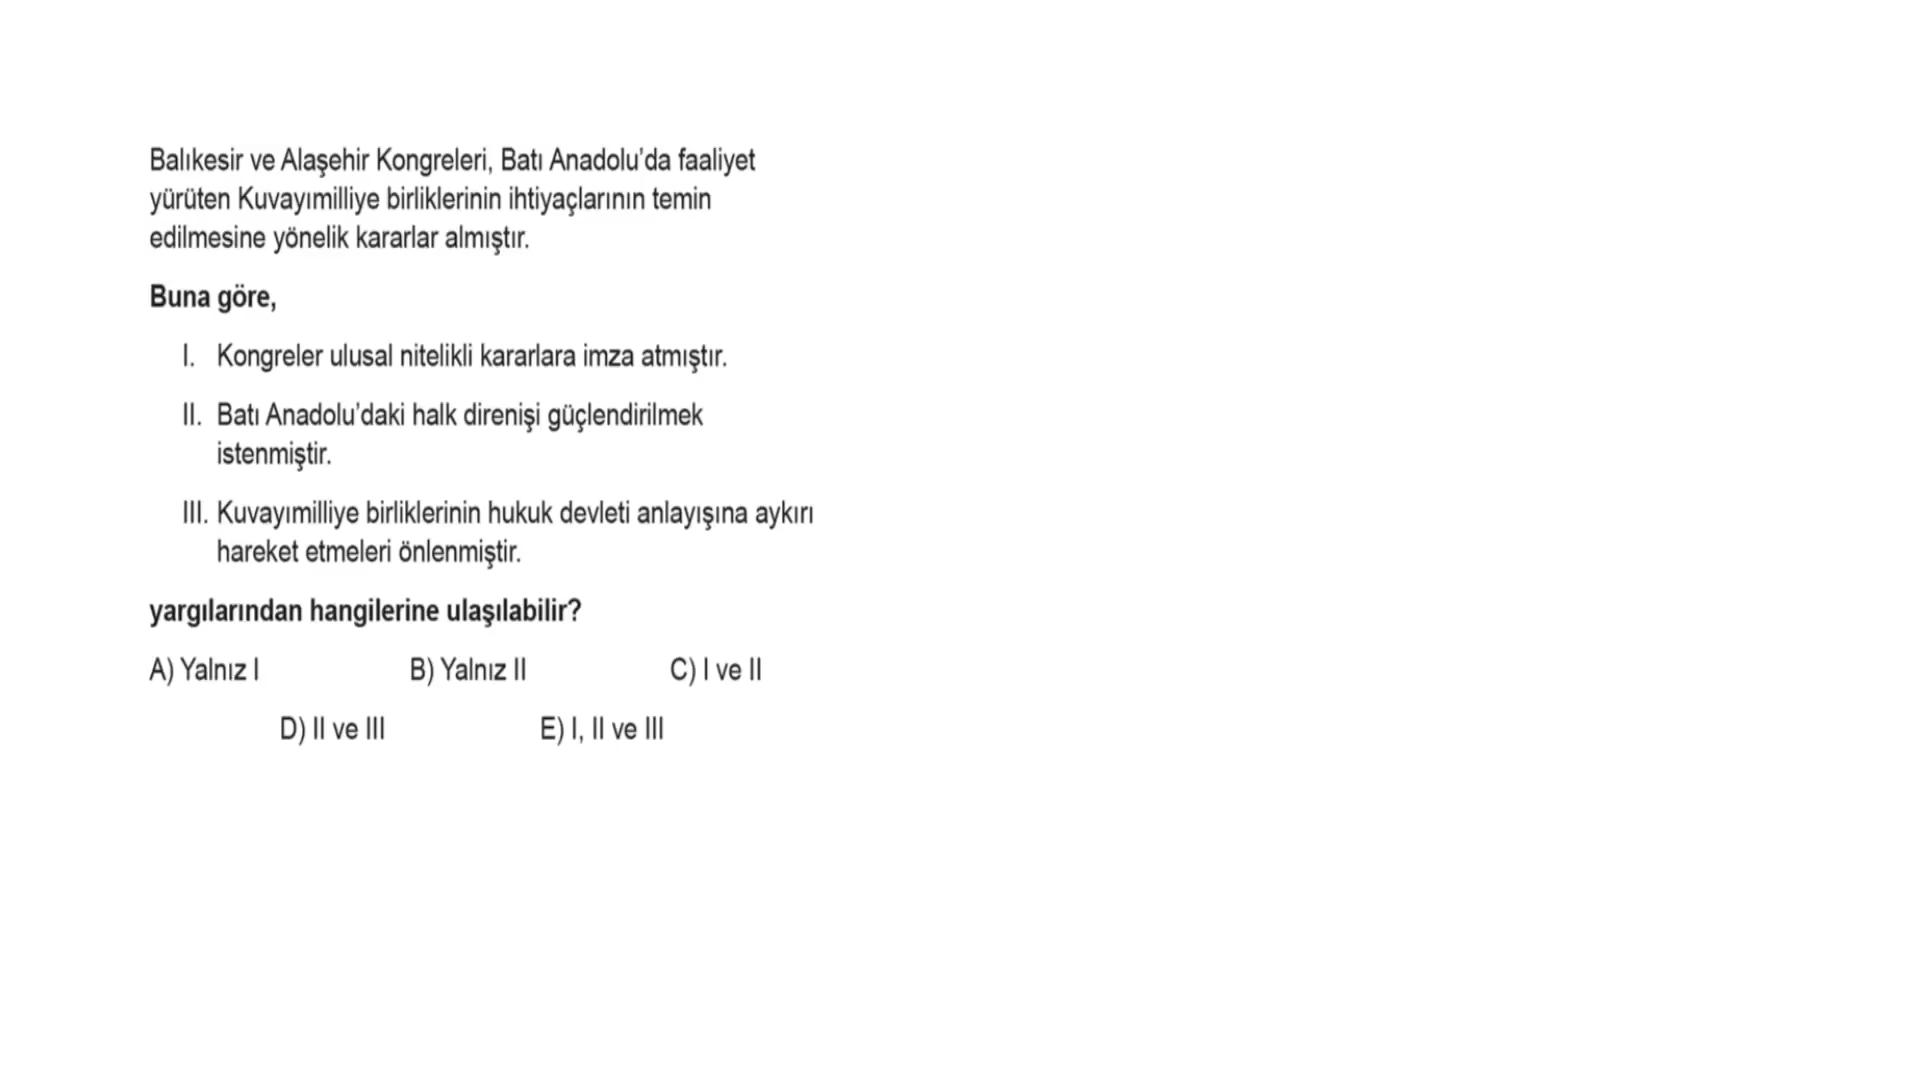 Balıkesir ve Alaşehir Kongreleri, Batı Anadolu’da faaliyet
yürüten Kuvayımilliye birliklerinin ihtiyaçlarının temin
edilmesine yönelik kararlar almıştır.
Buna göre,
I. Kongreler ulusal nitelikli kararlara imza atmıştır.
II. Batı Anadolu’daki halk direnişi güçlendirilmek
istenmiştir.
III. Kuvayımilliye birliklerinin hukuk devleti anlayışına aykırı
hareket etmeleri önlenmiştir.
yargılarından hangilerine ulaşılabilir?
A) Yalnız I B) Yalnız II C) I ve II
D) II ve III E) I, II ve III